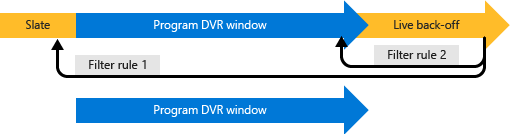 Slate
Program DVR window
Live back-off
Filter rule 1
Filter rule 2
Program DVR window